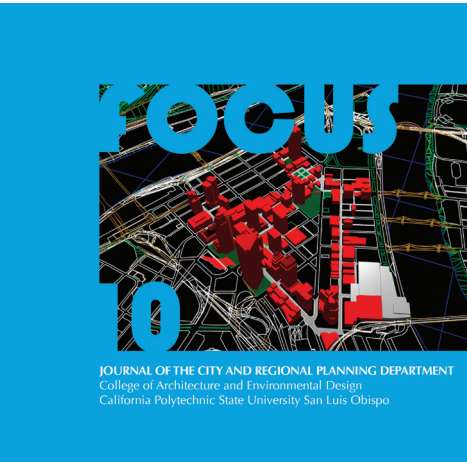 FOCUS
10
JOURNAL OF THE CITY AND REGIONAL PLANNING DEPARTMENT
College of Architecture and Environmental Design
California Polytechnic State University San Luis Obispo